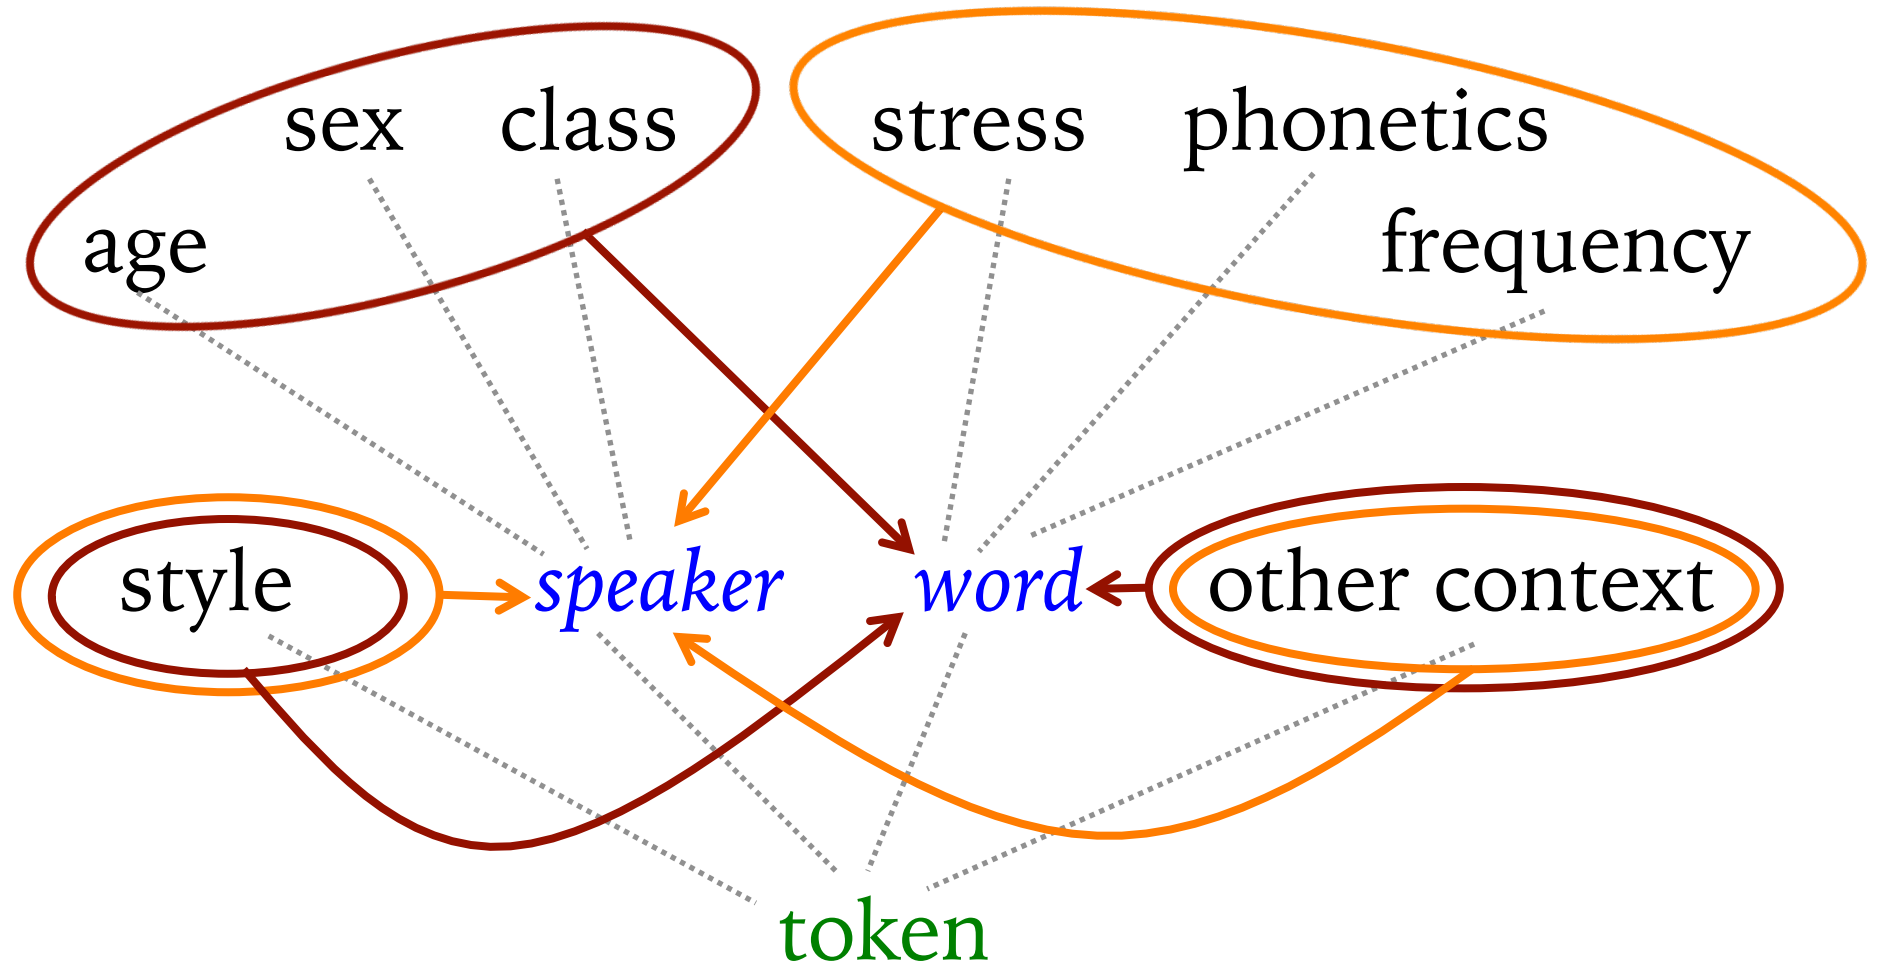 sex class stress phonetics
age frequency
style speaker word other context
token